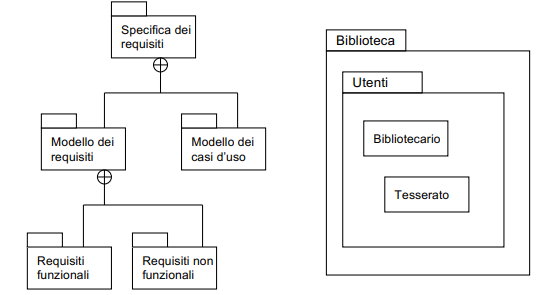 Specifica dei
requisiti
Modello dei
requisiti
Modello dei
casi d'uso
Requisiti
funzionali
Requisiti non
funzionali
Biblioteca
Utenti
Bibliotecario
Tesserato